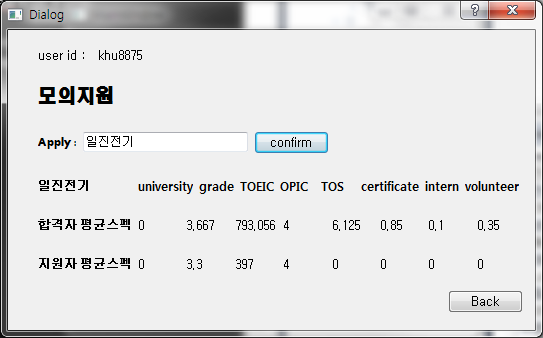 Dialog
user id : khu8875
모의지원
Apply : 일진전기 confirm
일진전기 university grade TOEIC OPIC TOS certificate intern volunteer
합격자 평균스펙 0 3,667 793,056 4 6,125 0,85 0,1 0,35
지원자 평균스펙 0 3,3 397 4 0 0 0 0
Back